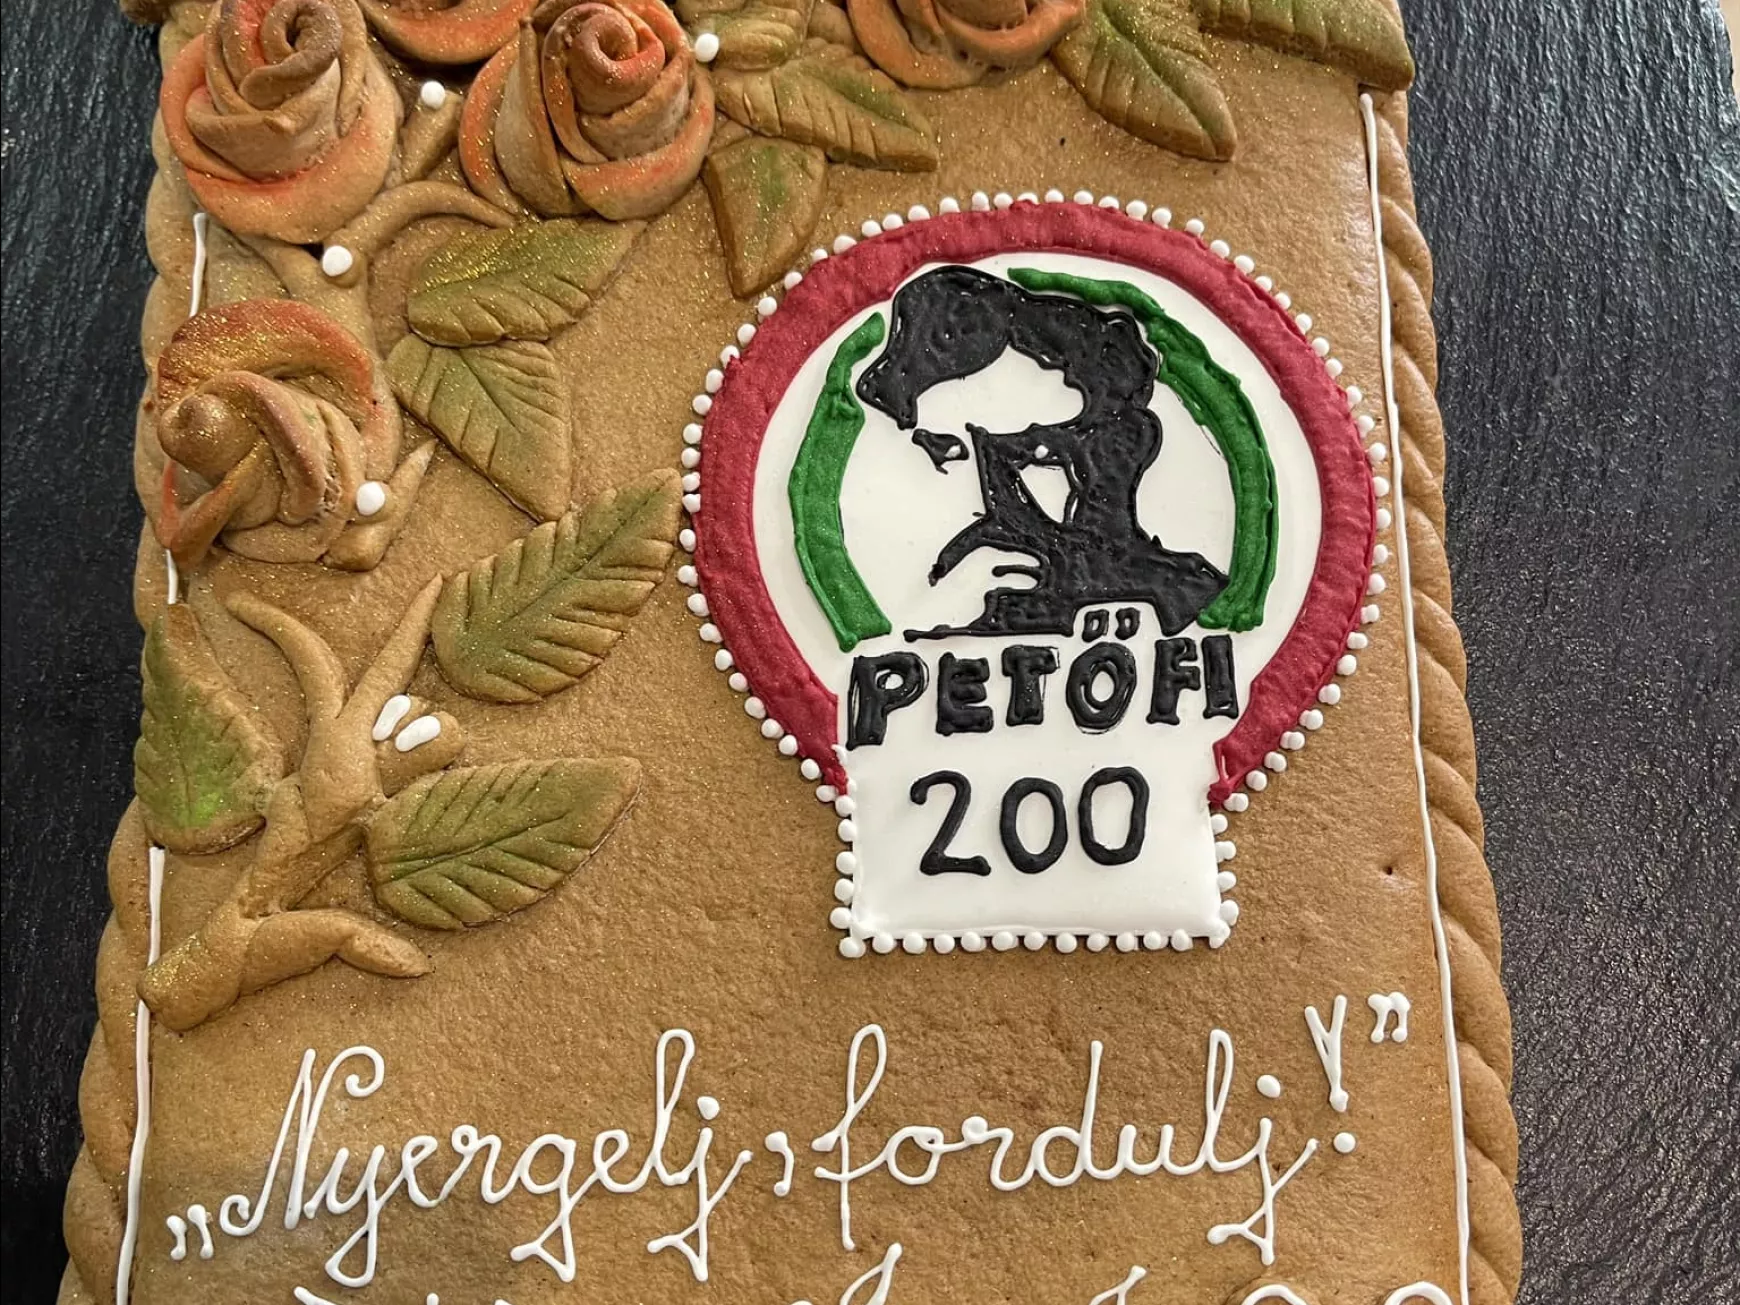 PETŐFI
200
„Nyergelj, fordulj!”